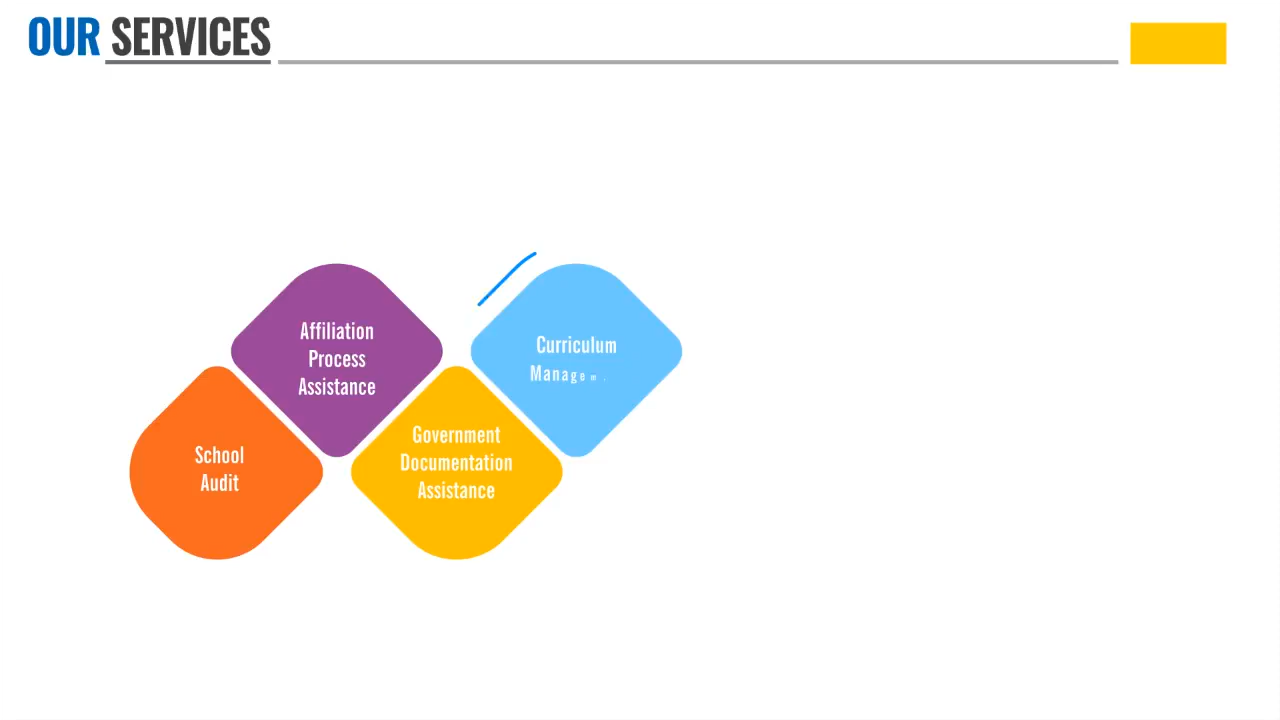 OUR SERVICES
Affiliation
Process
Assistance
Curriculum
School
Audit
Government
Documentation
Assistance